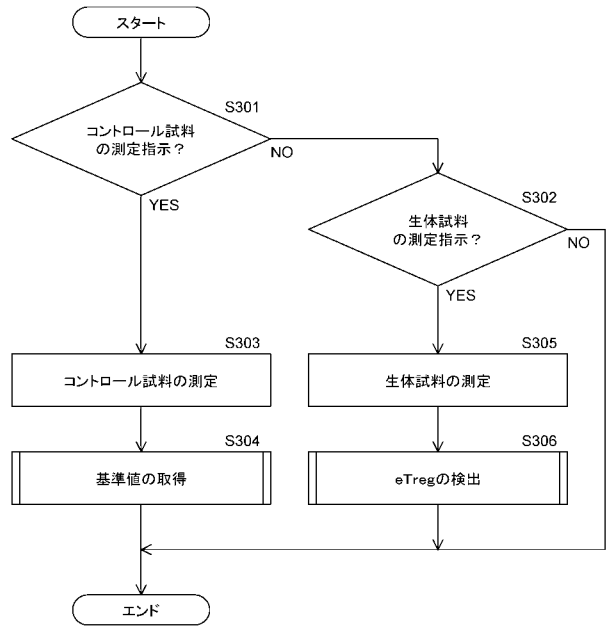 スタート
S301
コントロール試料
の測定指示？
NO
YES
S302
生体試料
の測定指示？
NO
YES
S303
コントロール試料の測定
S305
生体試料の測定
S304
基準値の取得
S306
eTregの検出
エンド